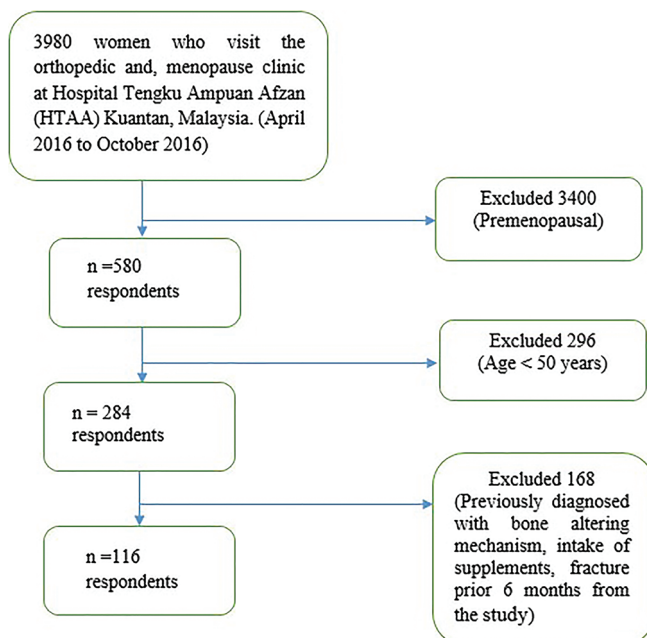 3980 women who visit the
orthopedic and, menopause clinic
at Hospital Tengku Ampuan Afzan
(HTAA) Kuantan, Malaysia. (April
2016 to October 2016)
Excluded 3400
(Premenopausal)
n =580
respondents
Excluded 296
(Age < 50 years)
n = 284
respondents
Excluded 168
(Previously diagnosed
with bone altering
mechanism, intake of
supplements, fracture
prior 6 months from
the study)
n =116
respondents